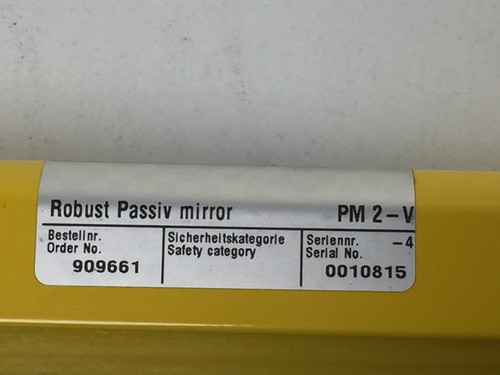 Robust Passiv mirror PM 2-V
Bestellnr. Sicherheitskategorie Seriennr. -4
Order No. Safety category Serial No.
909661 0010815